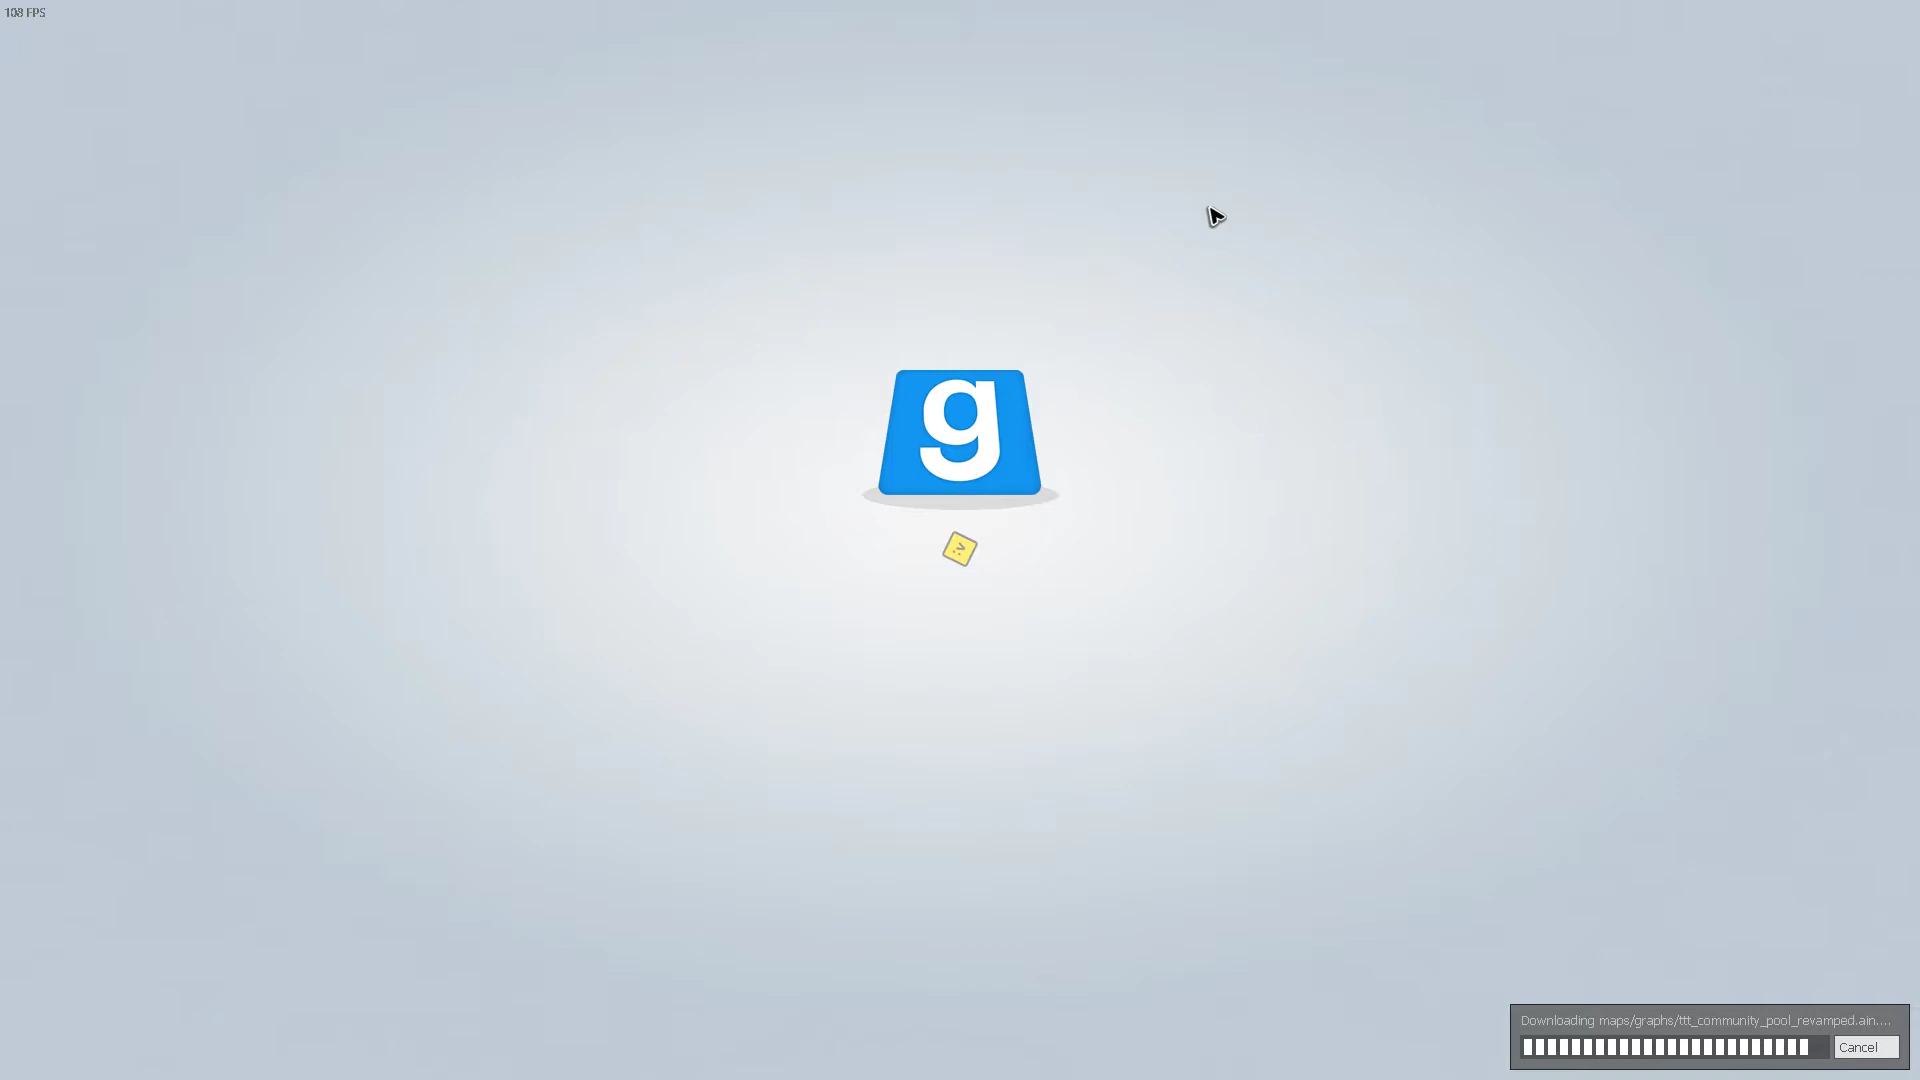 108 FPS
g
:v
Downloading maps/graphs/ttt_community_pool_revamped.ain....
Cancel